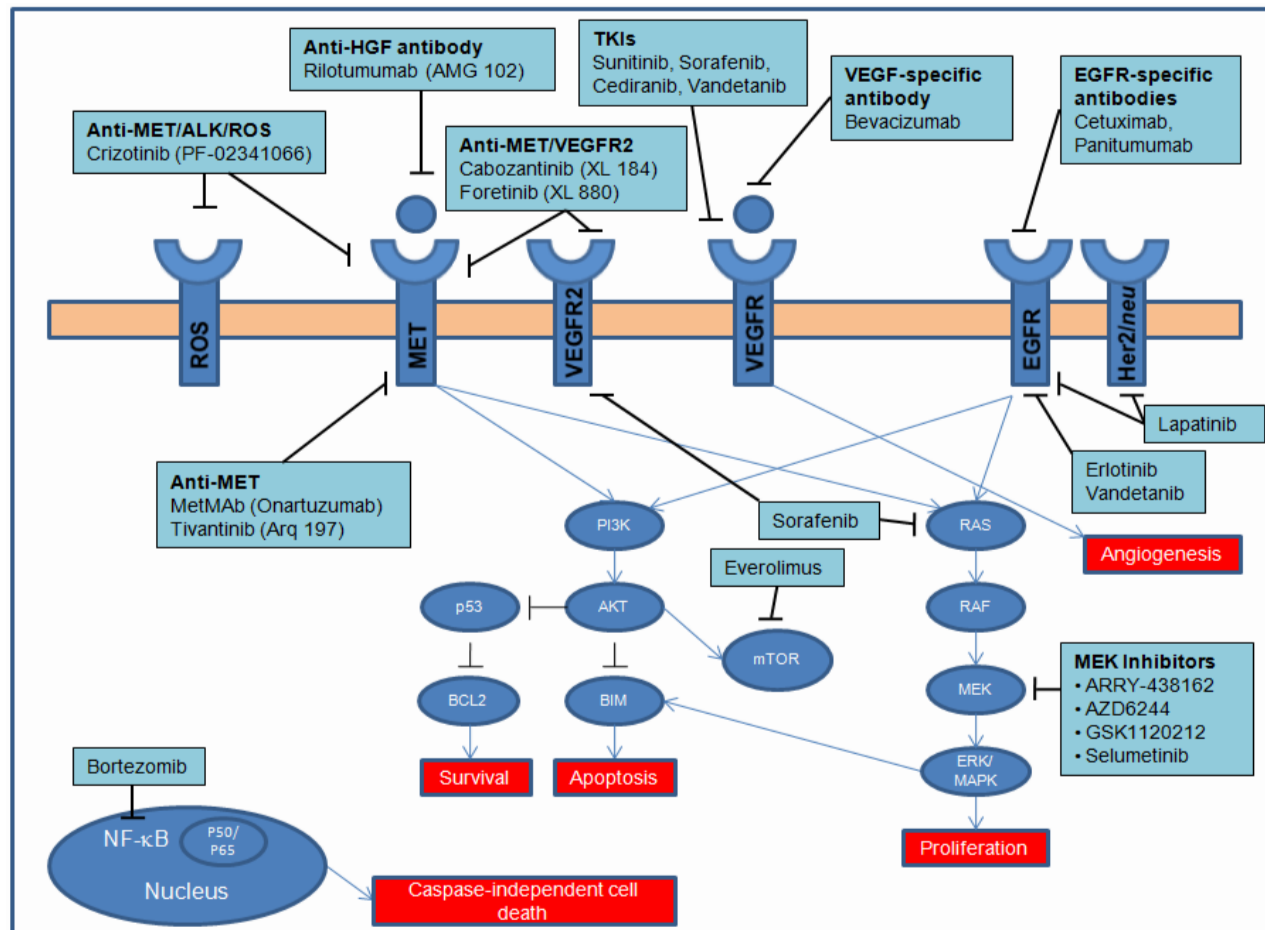 Anti-HGF antibody
Rilotumumab (AMG 102)
TKIs
Sunitinib, Sorafenib,
Cediranib, Vandetanib
VEGF-specific
antibody
Bevacizumab
EGFR-specific
antibodies
Cetuximab,
Panitumumab
Anti-MET/ALK/ROS
Crizotinib (PF-02341066)
Anti-MET/VEGFR2
Cabozantinib (XL 184)
Foretinib (XL 880)
ROS
MET
VEGFR2
VEGFR
EGFR
Her2/neu
Lapatinib
Erlotinib
Vandetanib
Anti-MET
MetMAb (Onartuzumab)
Tivantinib (Arq 197)
PI3K
Sorafenib
RAS
Angiogenesis
Everolimus
p53
AKT
RAF
mTOR
MEK Inhibitors
• ARRY-438162
• AZD6244
• GSK1120212
• Selumetinib
BCL2
BIM
MEK
ERK/
MAPK
Survival
Apoptosis
Proliferation
Bortezomib
NF-κB
P50/
P65
Nucleus
Caspase-independent cell
death